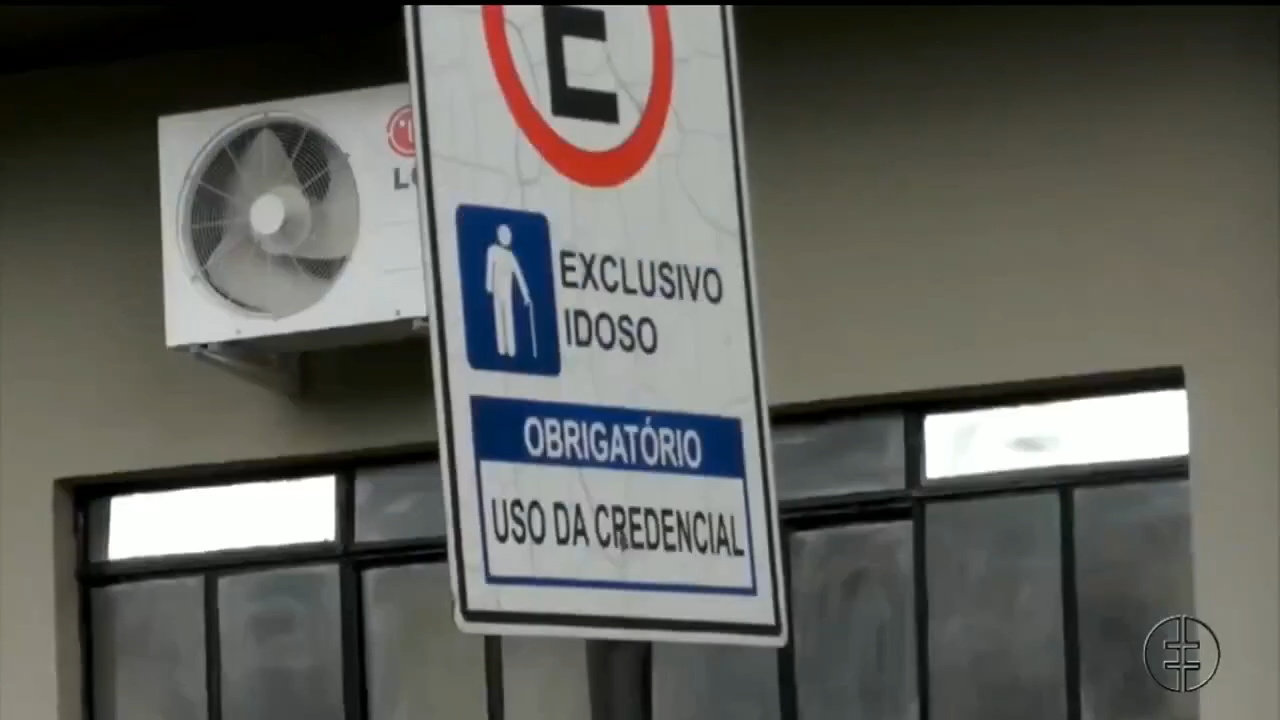 E
EXCLUSIVO
IDOSO
OBRIGATÓRIO
USO DA CREDENCIAL